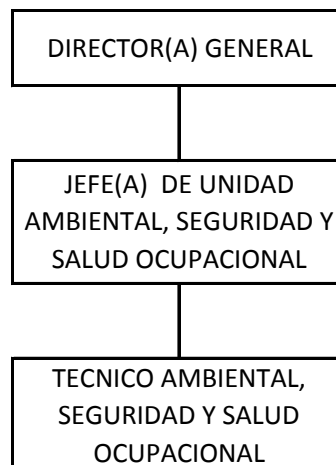 DIRECTOR(A) GENERAL
JEFE(A) DE UNIDAD
AMBIENTAL, SEGURIDAD Y
SALUD OCUPACIONAL
TECNICO AMBIENTAL,
SEGURIDAD Y SALUD
OCUPACIONAL